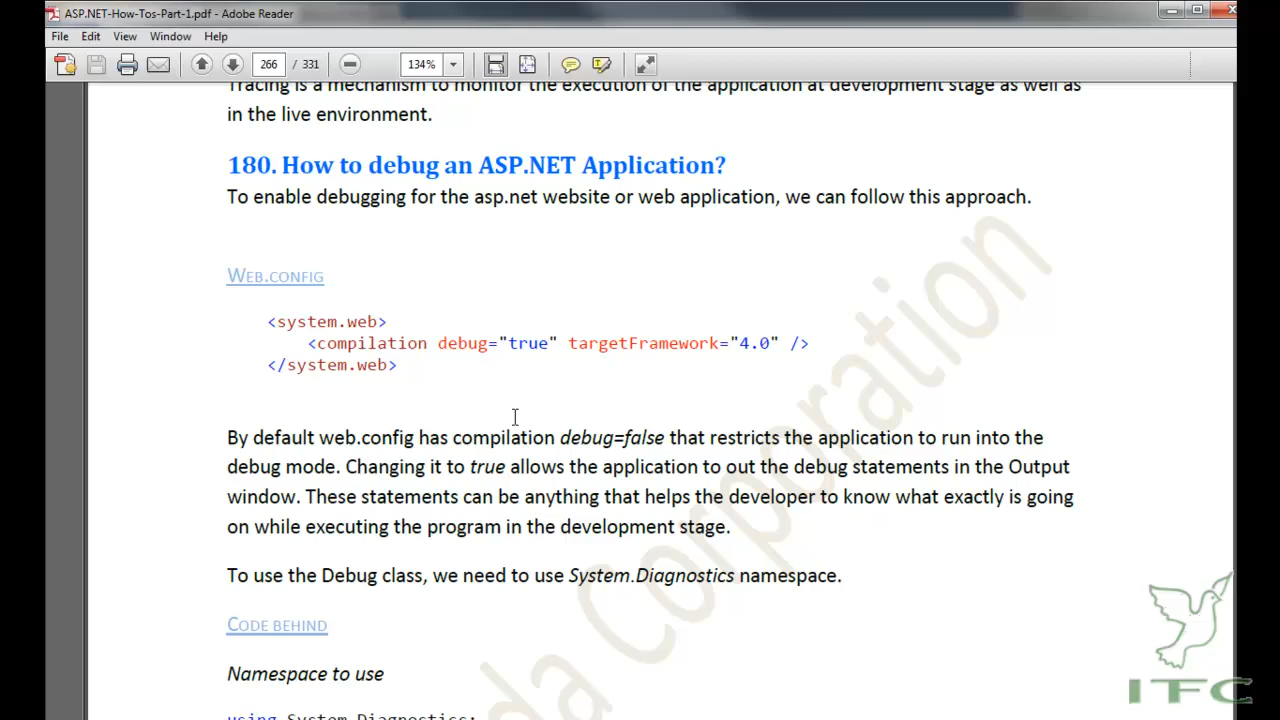 ASP.NET-How-Tos-Part-1.pdf - Adobe Reader
File Edit View Window Help
266 / 331 134%
Tracing is a mechanism to monitor the execution of the application at development stage as well as
in the live environment.
180. How to debug an ASP.NET Application?
To enable debugging for the asp.net website or web application, we can follow this approach.
WEB.CONFIG
<system.web>
<compilation debug="true" targetFramework="4.0" />
</system.web>
By default web.config has compilation debug=false that restricts the application to run into the
debug mode. Changing it to true allows the application to out the debug statements in the Output
window. These statements can be anything that helps the developer to know what exactly is going
on while executing the program in the development stage.
To use the Debug class, we need to use System.Diagnostics namespace.
CODE BEHIND
Namespace to use
using System.Diagnostics;
Corporation
ITFC